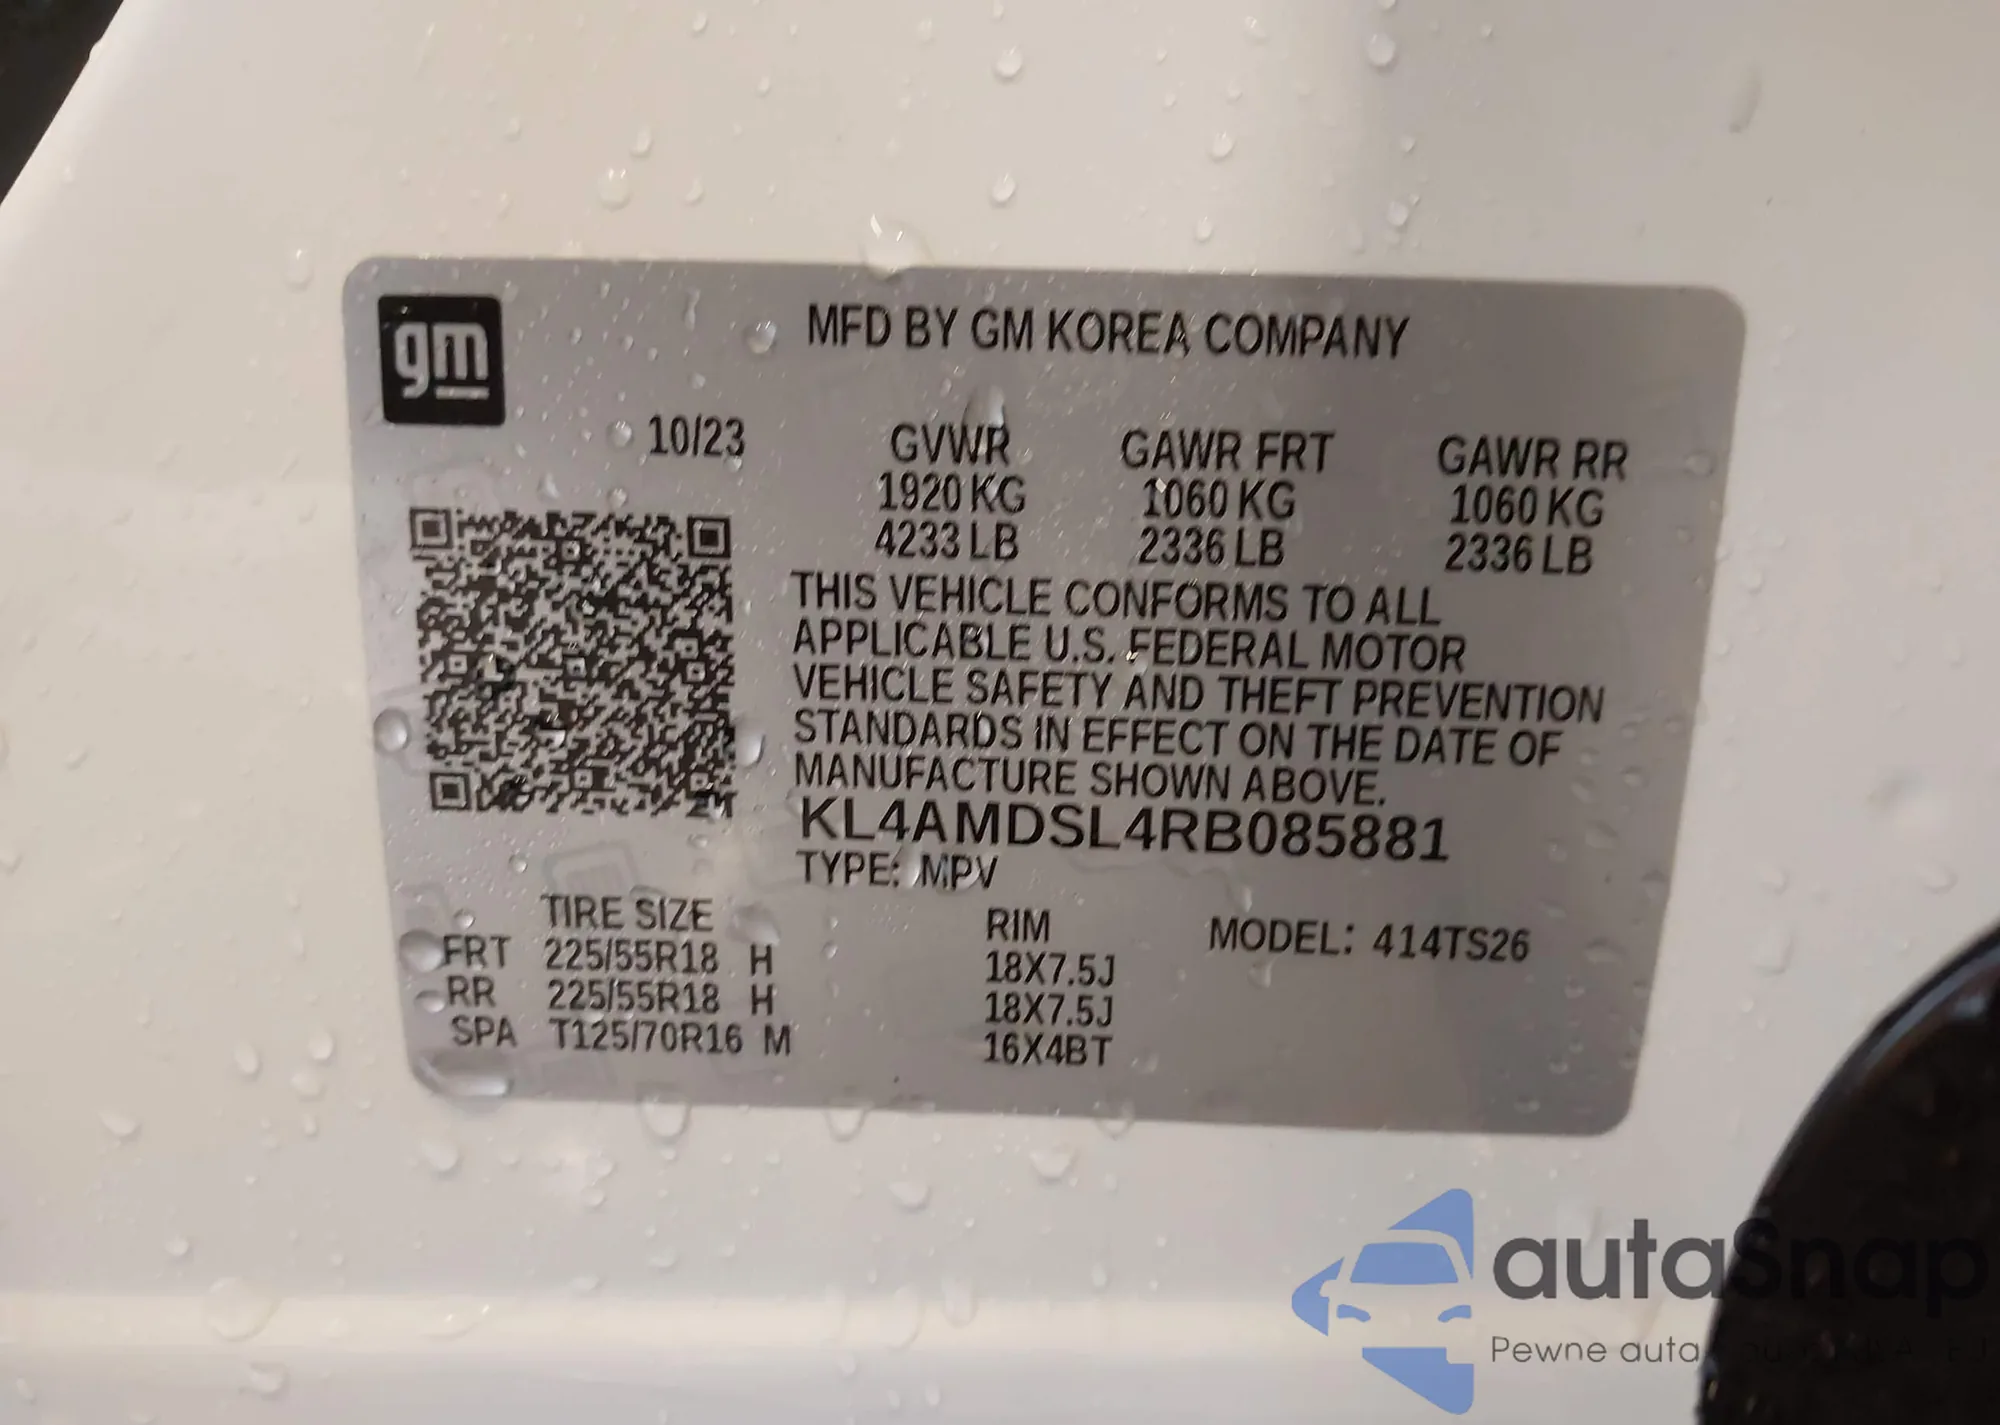 gm
MFD BY GM KOREA COMPANY
10/23
GVWR GAWR FRT GAWR RR
1920 KG 1060 KG 1060 KG
4233 LB 2336 LB 2336 LB
THIS VEHICLE CONFORMS TO ALL
APPLICABLE U.S. FEDERAL MOTOR
VEHICLE SAFETY AND THEFT PREVENTION
STANDARDS IN EFFECT ON THE DATE OF
MANUFACTURE SHOWN ABOVE.
KL4AMDSL4RB085881
TYPE: MPV
TIRE SIZE RIM MODEL: 414TS26
FRT 225/55R18 H 18X7.5J
RR 225/55R18 H 18X7.5J
SPA T125/70R16 M 16X4BT
autasnap
Pewne auta